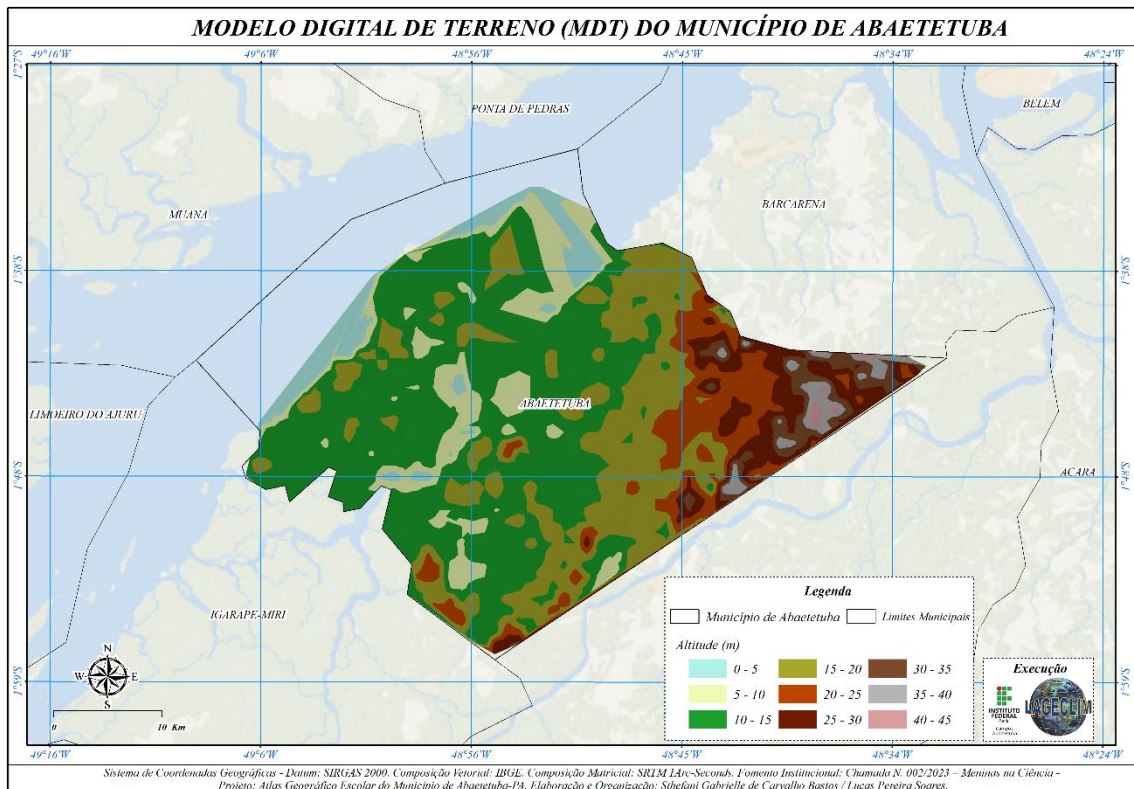 MODELO DIGITAL DE TERRENO (MDT) DO MUNICÍPIO DE ABAETETUBA
49°16'W 49°6'W 48°56'W 48°45'W 48°34'W 48°24'W
1°27'S 1°27'S
PONTA DE PEDRAS
BELEM
MUANA
BARCARENA
1°38'S 1°38'S
LIMOEIRO DO AJURU
ABAETETUBA
1°48'S 1°48'S
ACARA
IGARAPE-MIRI
Legenda
Município de Abaetetuba Limites Municipais
Altitude (m)
0 - 5 15 - 20 30 - 35
5 - 10 20 - 25 35 - 40
10 - 15 25 - 30 40 - 45
Execução
INSTITUTO
FEDERAL
Pará
Campus
Abaetetuba
LAGECLIM
N
W E
S
0 10 Km
1°59'S 1°59'S
49°16'W 49°6'W 48°56'W 48°45'W 48°34'W 48°24'W
Sistema de Coordenadas Geográficas - Datum: SIRGAS 2000. Composição Vetorial: IBGE. Composição Matricial: SRTM 1Arc-Seconds. Fomento Institucional: Chamada N. 002/2023 – Meninas na Ciência -
Projeto: Atlas Geográfico Escolar do Município de Abaetetuba-PA. Elaboração e Organização: Sthefani Gabrielle de Carvalho Bastos / Lucas Pereira Soares.